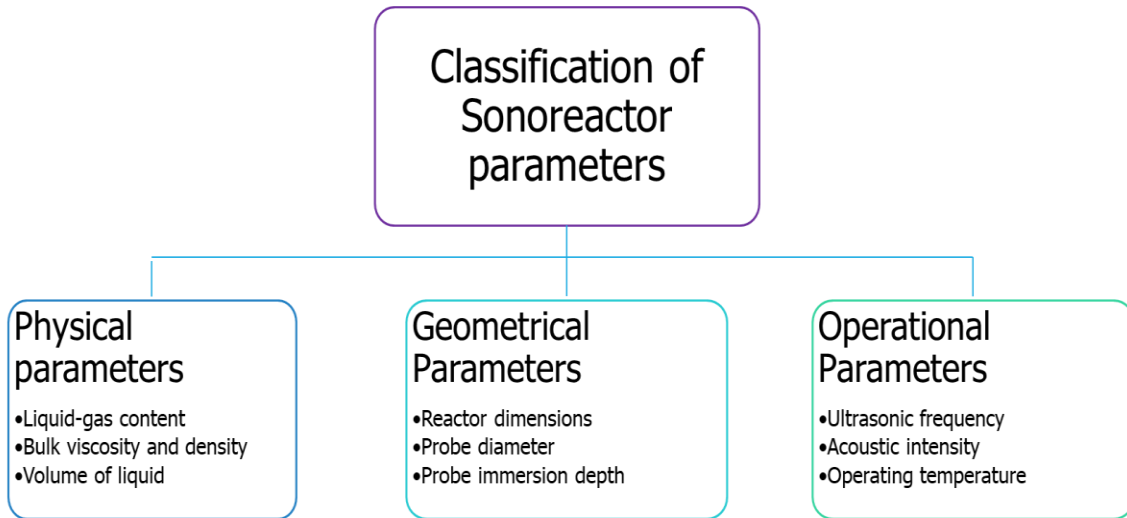 Classification of
Sonoreactor
parameters
Physical
parameters
•Liquid-gas content
•Bulk viscosity and density
•Volume of liquid
Geometrical
Parameters
•Reactor dimensions
•Probe diameter
•Probe immersion depth
Operational
Parameters
•Ultrasonic frequency
•Acoustic intensity
•Operating temperature